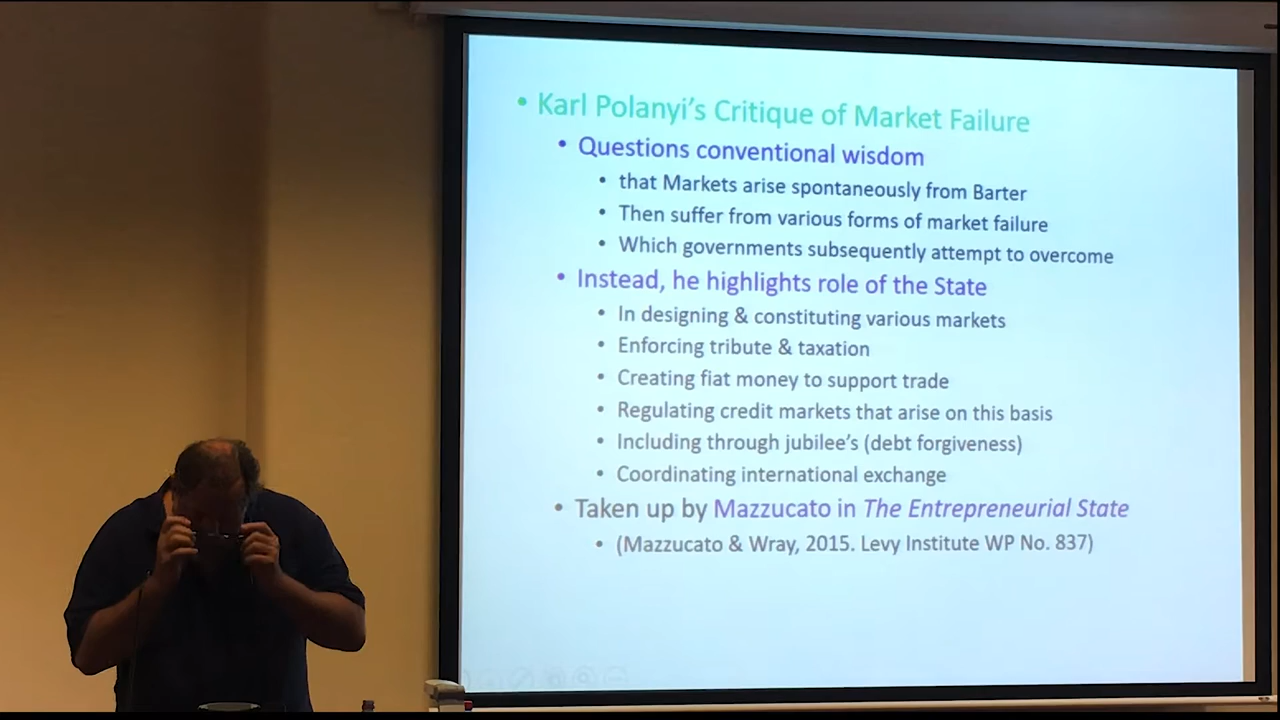 • Karl Polanyi's Critique of Market Failure
• Questions conventional wisdom
• that Markets arise spontaneously from Barter
• Then suffer from various forms of market failure
• Which governments subsequently attempt to overcome
• Instead, he highlights role of the State
• In designing & constituting various markets
• Enforcing tribute & taxation
• Creating fiat money to support trade
• Regulating credit markets that arise on this basis
• Including through jubilee's (debt forgiveness)
• Coordinating international exchange
• Taken up by Mazzucato in The Entrepreneurial State
• (Mazzucato & Wray, 2015. Levy Institute WP No. 837)